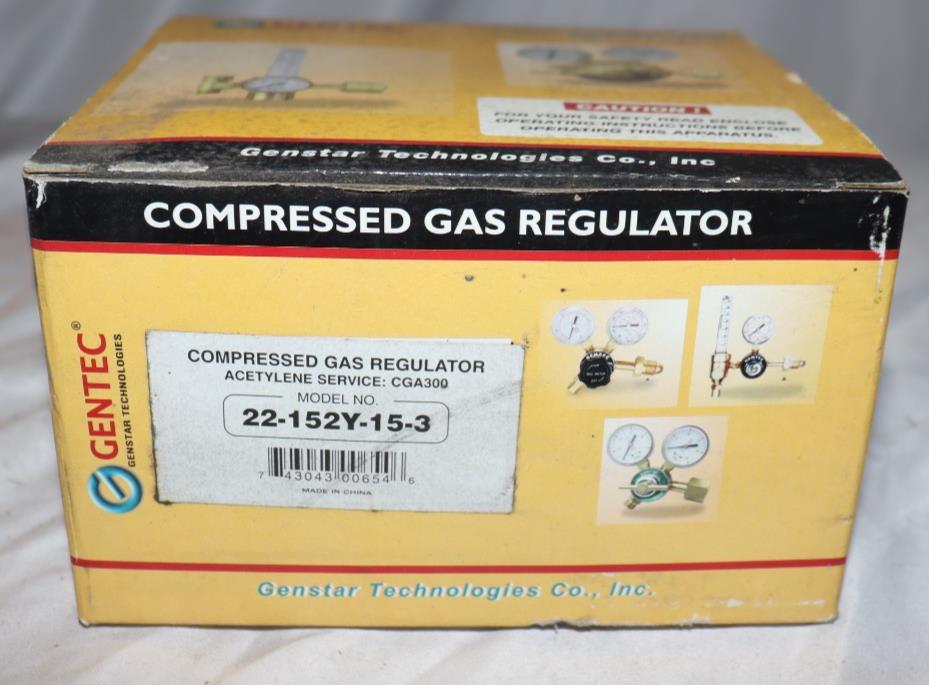 GENTEC
CAUTION !
FOR YOUR SAFETY READ ENCLOSE
OPERATING INSTRUCTIONS BEFORE
OPERATING THIS APPARATUS.
Genstar Technologies Co., Inc
COMPRESSED GAS REGULATOR
GENTEC®
GENSTAR TECHNOLOGIES
COMPRESSED GAS REGULATOR
ACETYLENE SERVICE: CGA300
MODEL NO.
22-152Y-15-3
7 43043 00654 6
MADE IN CHINA
Genstar Technologies Co., Inc.